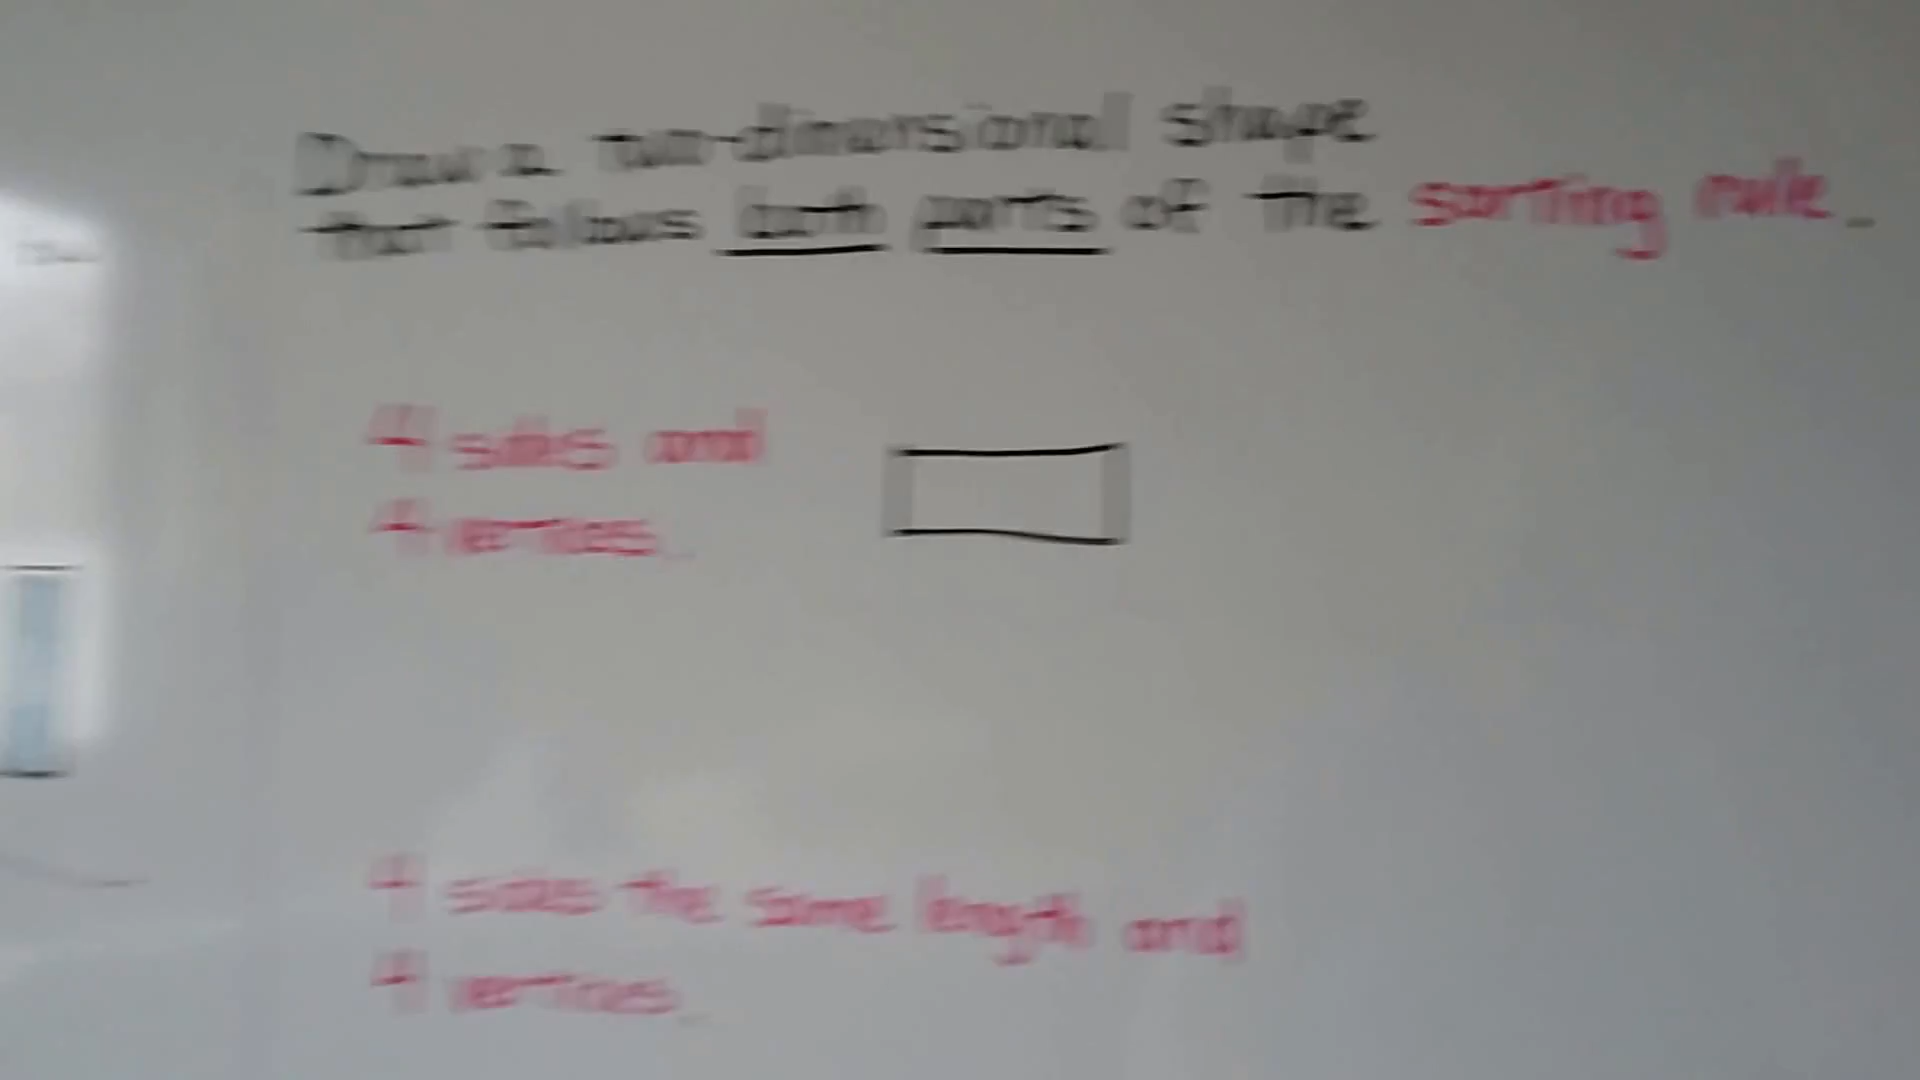 Draw a two-dimensional shape
that follows both parts of the sorting rule.
4 sides and
4 vertices.
4 sides the same length and
4 vertices.